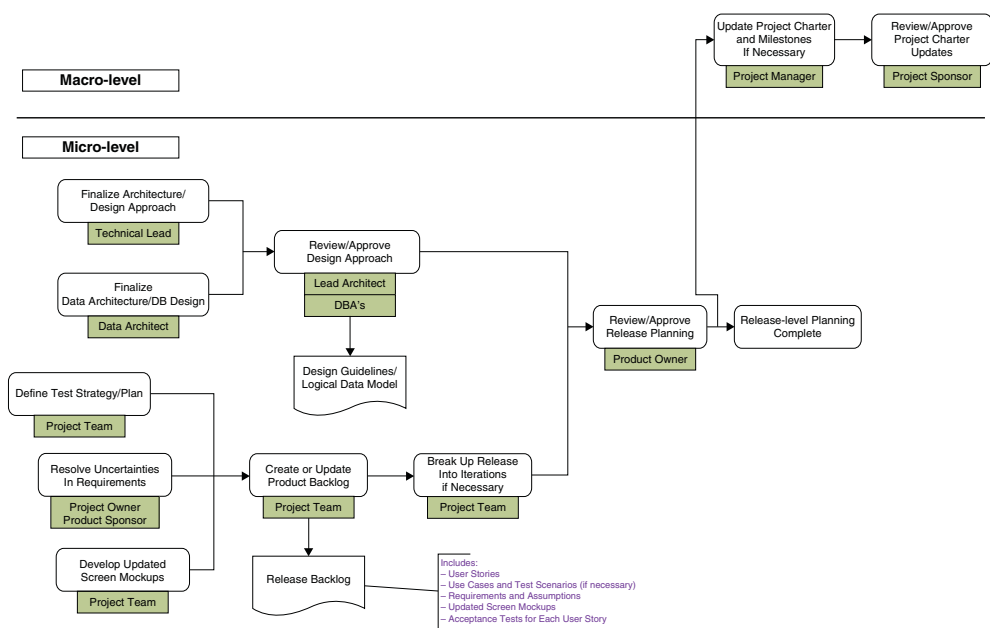 Update Project Charter
and Milestones
If Necessary
Project Manager
Review/Approve
Project Charter
Updates
Project Sponsor
Macro-level
Micro-level
Finalize Architecture/
Design Approach
Technical Lead
Finalize
Data Architecture/DB Design
Data Architect
Review/Approve
Design Approach
Lead Architect
DBA's
Design Guidelines/
Logical Data Model
Review/Approve
Release Planning
Product Owner
Release-level Planning
Complete
Define Test Strategy/Plan
Project Team
Resolve Uncertainties
In Requirements
Project Owner
Product Sponsor
Develop Updated
Screen Mockups
Project Team
Create or Update
Product Backlog
Project Team
Break Up Release
Into Iterations
if Necessary
Project Team
Release Backlog
Includes:
– User Stories
– Use Cases and Test Scenarios (if necessary)
– Requirements and Assumptions
– Updated Screen Mockups
– Acceptance Tests for Each User Story